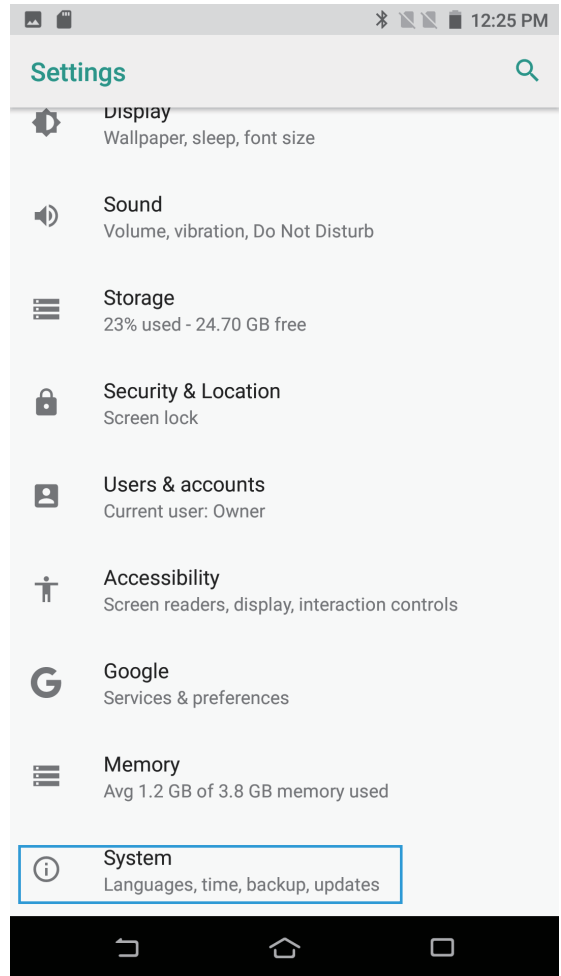 12:25 PM
Settings
Display
Wallpaper, sleep, font size
Sound
Volume, vibration, Do Not Disturb
Storage
23% used - 24.70 GB free
Security & Location
Screen lock
Users & accounts
Current user: Owner
Accessibility
Screen readers, display, interaction controls
Google
Services & preferences
Memory
Avg 1.2 GB of 3.8 GB memory used
System
Languages, time, backup, updates